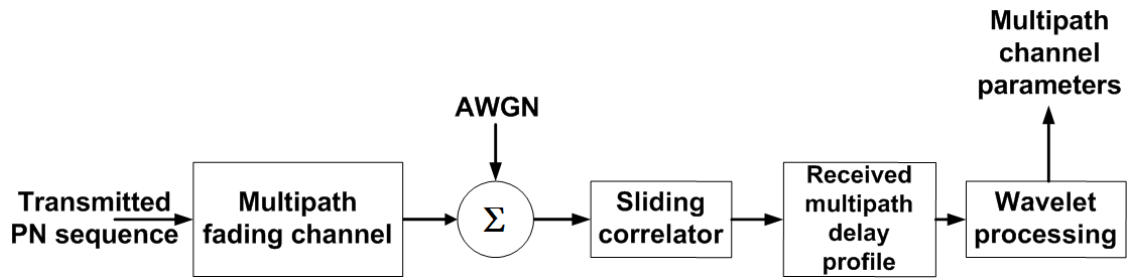 Transmitted
PN sequence
Multipath
fading channel
AWGN
Σ
Sliding
correlator
Received
multipath
delay
profile
Wavelet
processing
Multipath
channel
parameters